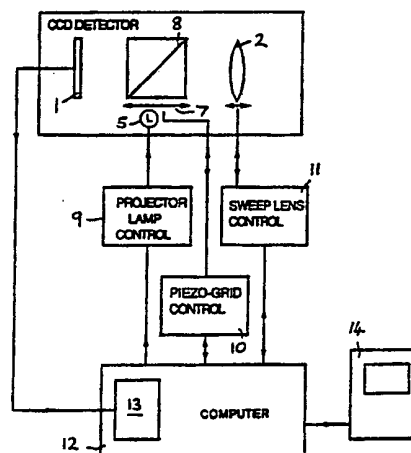 CCD DETECTOR
8
2
1
5
L
7
11
PROJECTOR
LAMP
CONTROL
9
SWEEP LENS
CONTROL
PIEZO-GRID
CONTROL
10
14
13
COMPUTER
12